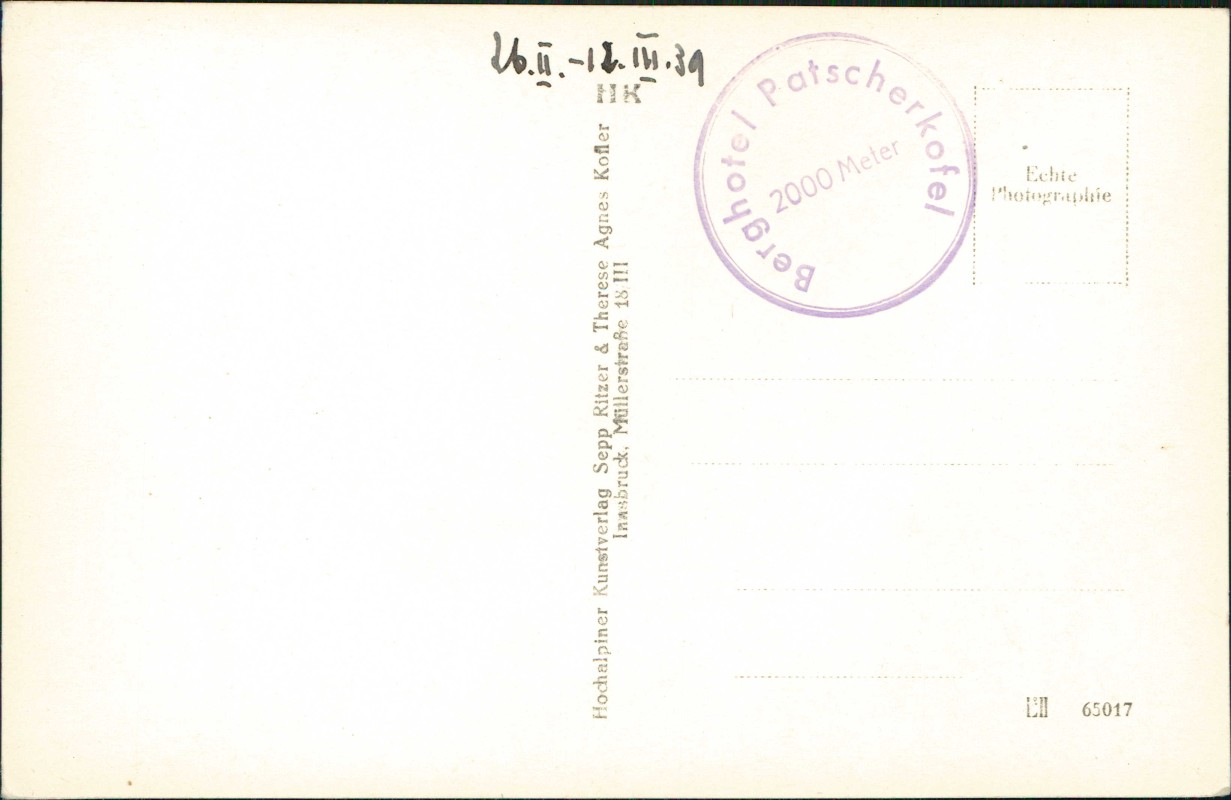 26.II.-12.III.39
Berghotel Patscherkofel
2000 Meter
Echte
Photographie
Hochalpiner Kunstverlag Sepp Ritzer & Therese Agnes Kofler
Innsbruck, Müllerstraße 18/III
65017